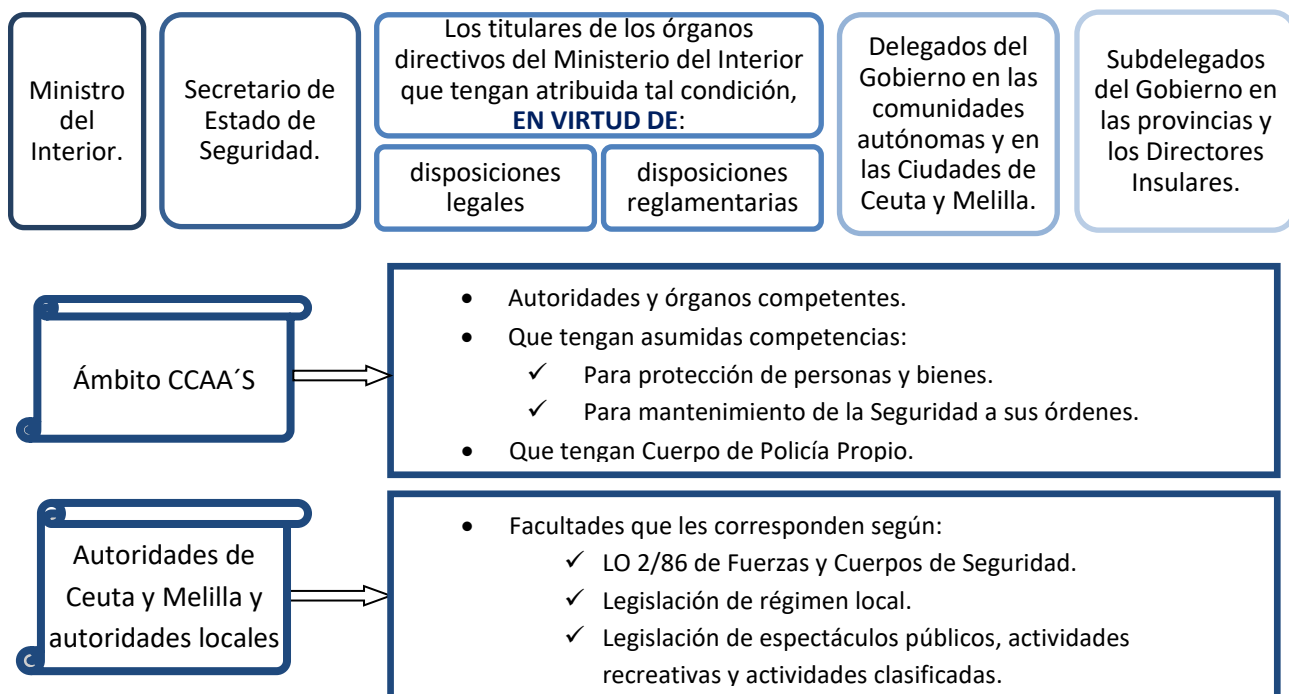 Ministro
del
Interior.
Secretario de
Estado de
Seguridad.
Los titulares de los órganos
directivos del Ministerio del Interior
que tengan atribuida tal condición,
EN VIRTUD DE:
disposiciones
legales
disposiciones
reglamentarias
Delegados del
Gobierno en las
comunidades
autónomas y en
las Ciudades de
Ceuta y Melilla.
Subdelegados
del Gobierno en
las provincias y
los Directores
Insulares.
Ámbito CCAA´S
• Autoridades y órganos competentes.
• Que tengan asumidas competencias:
✓ Para protección de personas y bienes.
✓ Para mantenimiento de la Seguridad a sus órdenes.
• Que tengan Cuerpo de Policía Propio.
Autoridades de
Ceuta y Melilla y
autoridades locales
• Facultades que les corresponden según:
✓ LO 2/86 de Fuerzas y Cuerpos de Seguridad.
✓ Legislación de régimen local.
✓ Legislación de espectáculos públicos, actividades
recreativas y actividades clasificadas.